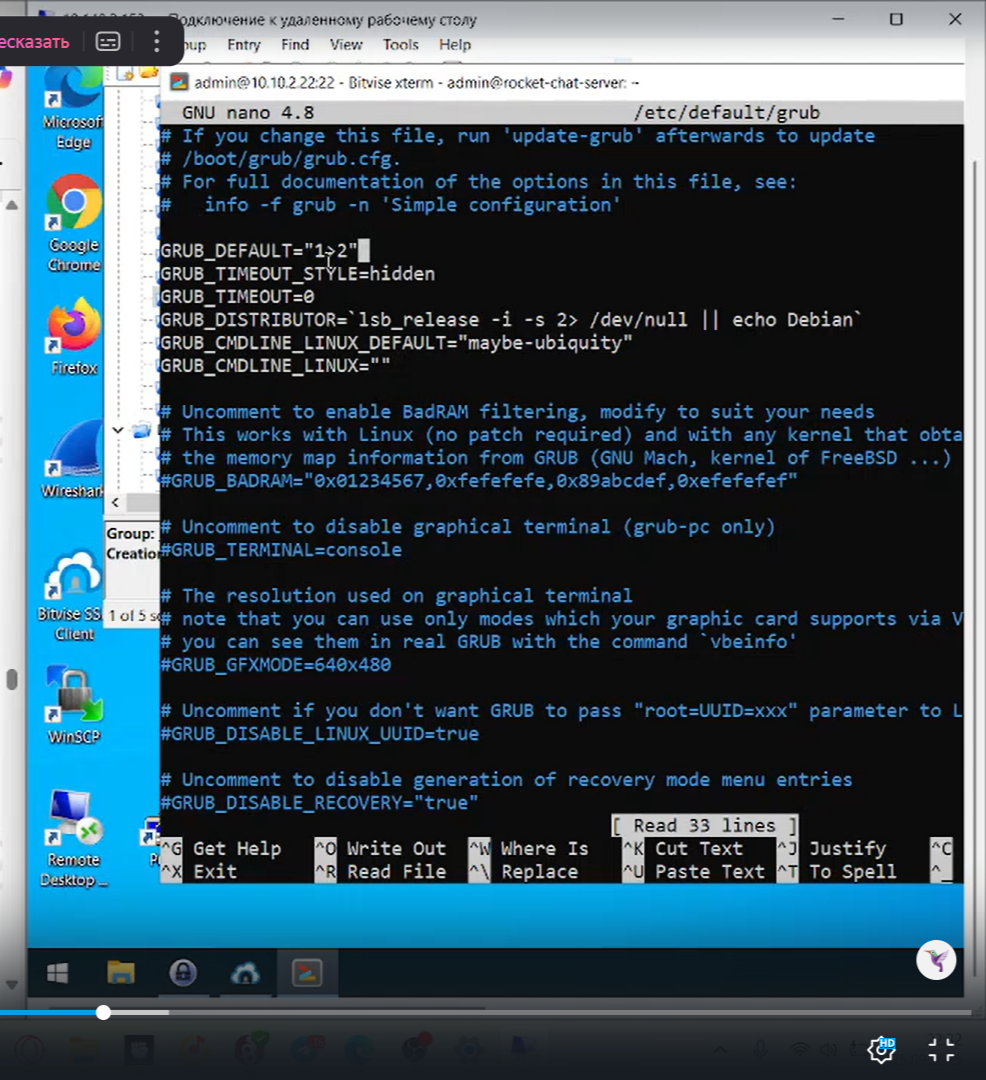 Подключение к удаленному рабочему столу
есказать
oup Entry Find View Tools Help
admin@10.10.2.22:22 - Bitvise xterm - admin@rocket-chat-server: ~
GNU nano 4.8 /etc/default/grub
# If you change this file, run 'update-grub' afterwards to update
# /boot/grub/grub.cfg.
# For full documentation of the options in this file, see:
#   info -f grub -n 'Simple configuration'
GRUB_DEFAULT="1>2"
GRUB_TIMEOUT_STYLE=hidden
GRUB_TIMEOUT=0
GRUB_DISTRIBUTOR=`lsb_release -i -s 2> /dev/null || echo Debian`
GRUB_CMDLINE_LINUX_DEFAULT="maybe-ubiquity"
GRUB_CMDLINE_LINUX=""
# Uncomment to enable BadRAM filtering, modify to suit your needs
# This works with Linux (no patch required) and with any kernel that obta
# the memory map information from GRUB (GNU Mach, kernel of FreeBSD ...)
#GRUB_BADRAM="0x01234567,0xfefefefe,0x89abcdef,0xefefefef"
# Uncomment to disable graphical terminal (grub-pc only)
#GRUB_TERMINAL=console
# The resolution used on graphical terminal
# note that you can use only modes which your graphic card supports via V
# you can see them in real GRUB with the command `vbeinfo'
#GRUB_GFXMODE=640x480
# Uncomment if you don't want GRUB to pass "root=UUID=xxx" parameter to L
#GRUB_DISABLE_LINUX_UUID=true
# Uncomment to disable generation of recovery mode menu entries
#GRUB_DISABLE_RECOVERY="true"
[ Read 33 lines ]
^G Get Help ^O Write Out ^W Where Is ^K Cut Text ^J Justify ^C
^X Exit ^R Read File ^\ Replace ^U Paste Text ^T To Spell ^_
Microsof
Edge
Google
Chrome
Firefox
Wireshark
Group:
Creatio
1 of 5 se
Bitvise SS
Client
WinSCP
Remote
Desktop ...
HD